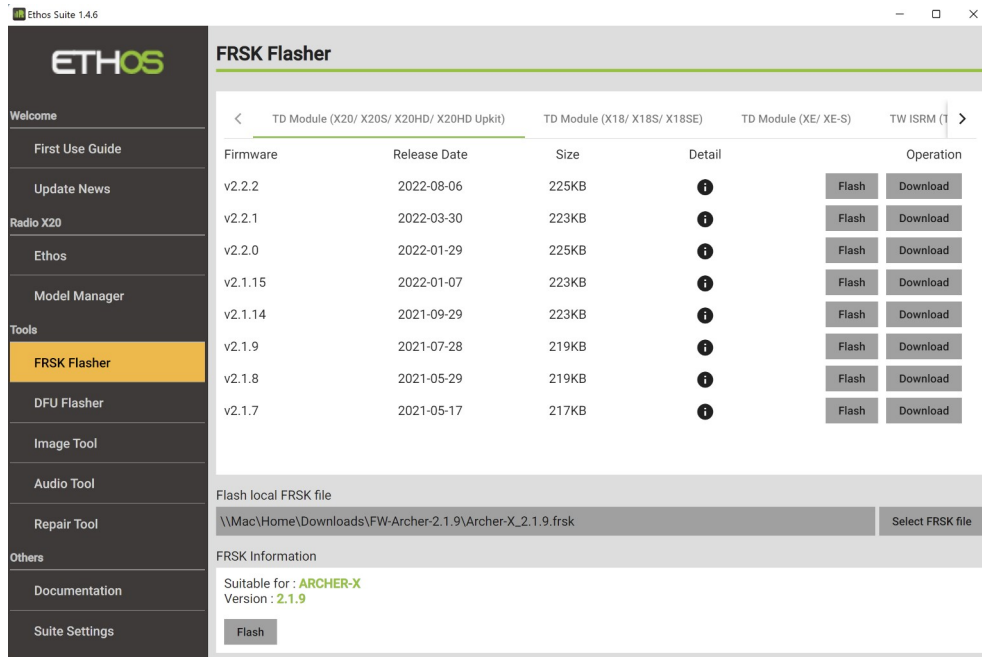 Ethos Suite 1.4.6
ETHOS
Welcome
First Use Guide
Update News
Radio X20
Ethos
Model Manager
Tools
FRSK Flasher
DFU Flasher
Image Tool
Audio Tool
Repair Tool
Others
Documentation
Suite Settings
FRSK Flasher
TD Module (X20/ X20S/ X20HD/ X20HD Upkit) TD Module (X18/ X18S/ X18SE) TD Module (XE/ XE-S) TW ISRM (T
Firmware Release Date Size Detail Operation
v2.2.2 2022-08-06 225KB Flash Download
v2.2.1 2022-03-30 223KB Flash Download
v2.2.0 2022-01-29 225KB Flash Download
v2.1.15 2022-01-07 223KB Flash Download
v2.1.14 2021-09-29 223KB Flash Download
v2.1.9 2021-07-28 219KB Flash Download
v2.1.8 2021-05-29 219KB Flash Download
v2.1.7 2021-05-17 217KB Flash Download
Flash local FRSK file
\\Mac\Home\Downloads\FW-Archer-2.1.9\Archer-X_2.1.9.frsk Select FRSK file
FRSK Information
Suitable for : ARCHER-X
Version : 2.1.9
Flash